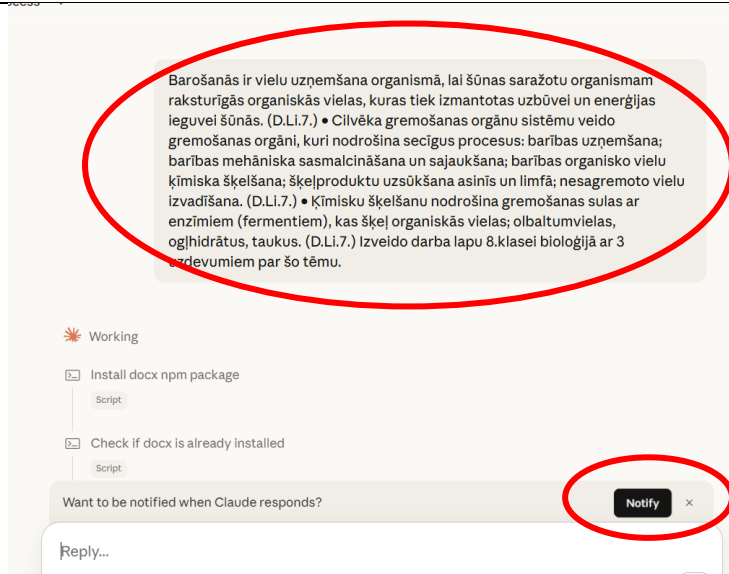 Barošanās ir vielu uzņemšana organismā, lai šūnas saražotu organismam
raksturīgās organiskās vielas, kuras tiek izmantotas uzbūvei un enerģijas
ieguvei šūnās. (D.Li.7.) • Cilvēka gremošanas orgānu sistēmu veido
gremošanas orgāni, kuri nodrošina secīgus procesus: barības uzņemšana;
barības mehāniska sasmalcināšana un sajaukšana; barības organisko vielu
ķīmiska šķelšana; šķeļproduktu uzsūkšana asinīs un limfā; nesagremoto vielu
izvadīšana. (D.Li.7.) • Ķīmisku šķelšanu nodrošina gremošanas sulas ar
enzīmiem (fermentiem), kas šķeļ organiskās vielas; olbaltumvielas,
ogļhidrātus, taukus. (D.Li.7.) Izveido darba lapu 8.klasei bioloģijā ar 3
uzdevumiem par šo tēmu.
Working
Install docx npm package
Script
Check if docx is already installed
Script
Want to be notified when Claude responds?
Notify
Reply...